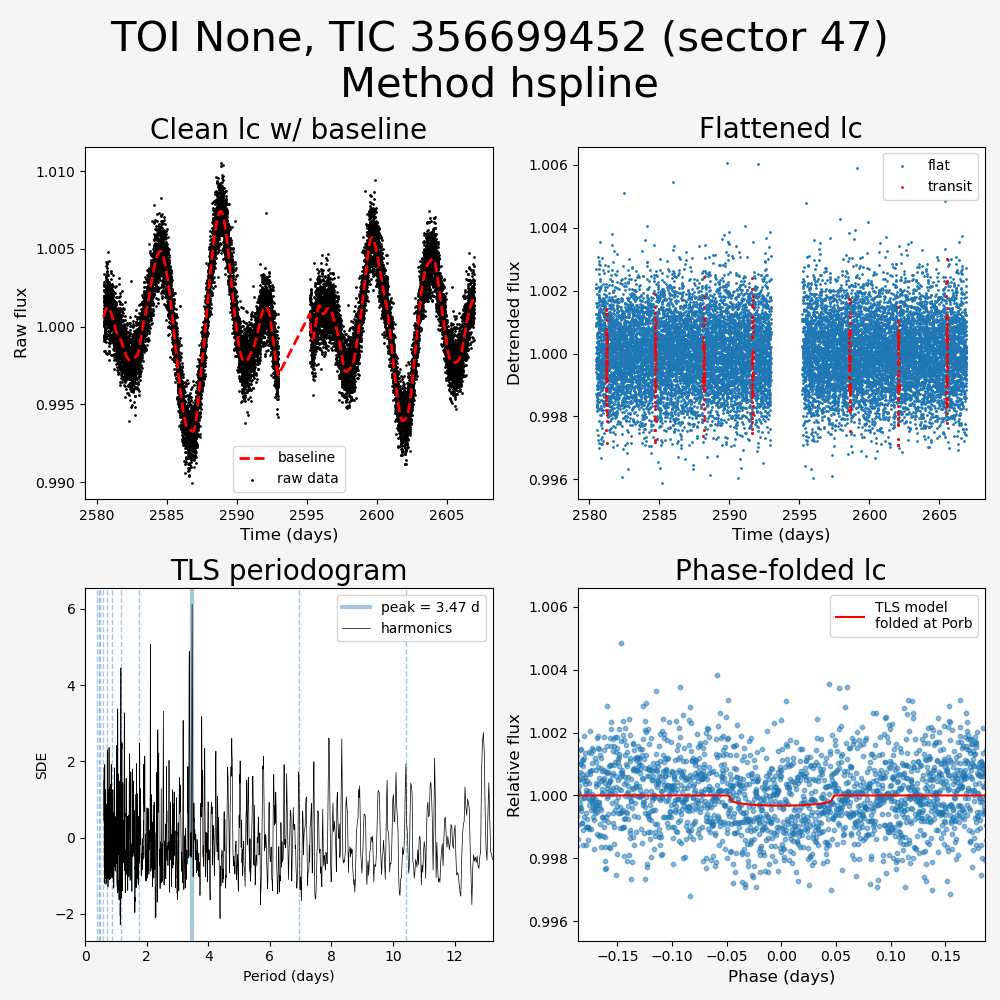 TOI None, TIC 356699452 (sector 47)
Method hspline
Clean lc w/ baseline
Raw flux
1.010
1.005
1.000
0.995
0.990
baseline
raw data
2580 2585 2590 2595 2600 2605
Time (days)
Flattened lc
Detrended flux
1.006
1.004
1.002
1.000
0.998
0.996
flat
transit
2580 2585 2590 2595 2600 2605
Time (days)
TLS periodogram
SDE
6
4
2
0
−2
peak = 3.47 d
harmonics
0 2 4 6 8 10 12
Period (days)
Phase-folded lc
Relative flux
1.006
1.004
1.002
1.000
0.998
0.996
TLS model
folded at Porb
−0.15 −0.10 −0.05 0.00 0.05 0.10 0.15
Phase (days)